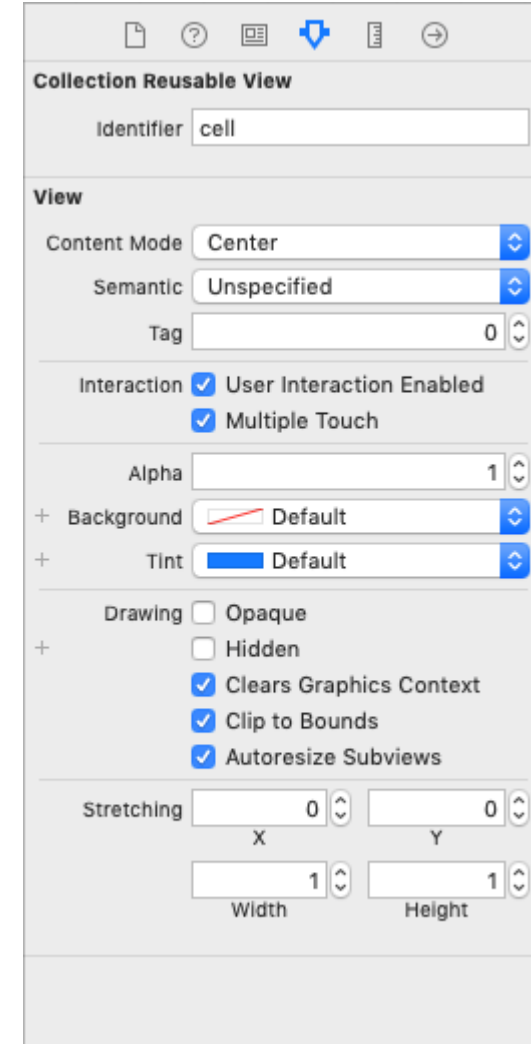 Collection Reusable View
Identifier cell
View
Content Mode Center
Semantic Unspecified
Tag 0
Interaction User Interaction Enabled
Multiple Touch
Alpha 1
+ Background Default
+ Tint Default
Drawing Opaque
+ Hidden
Clears Graphics Context
Clip to Bounds
Autoresize Subviews
Stretching 0 0
X Y
1 1
Width Height